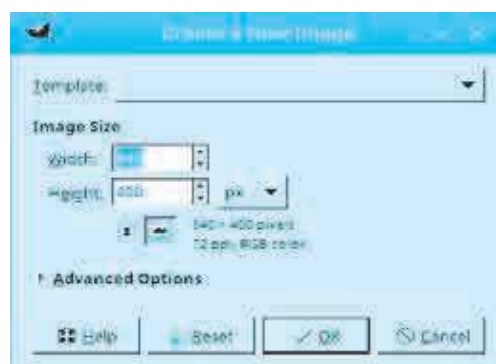 Create a New Image
Template:
Image Size
Width:
Height: 400 px
640 × 400 pixels
72 ppi, RGB color
Advanced Options
Help Reset OK Cancel